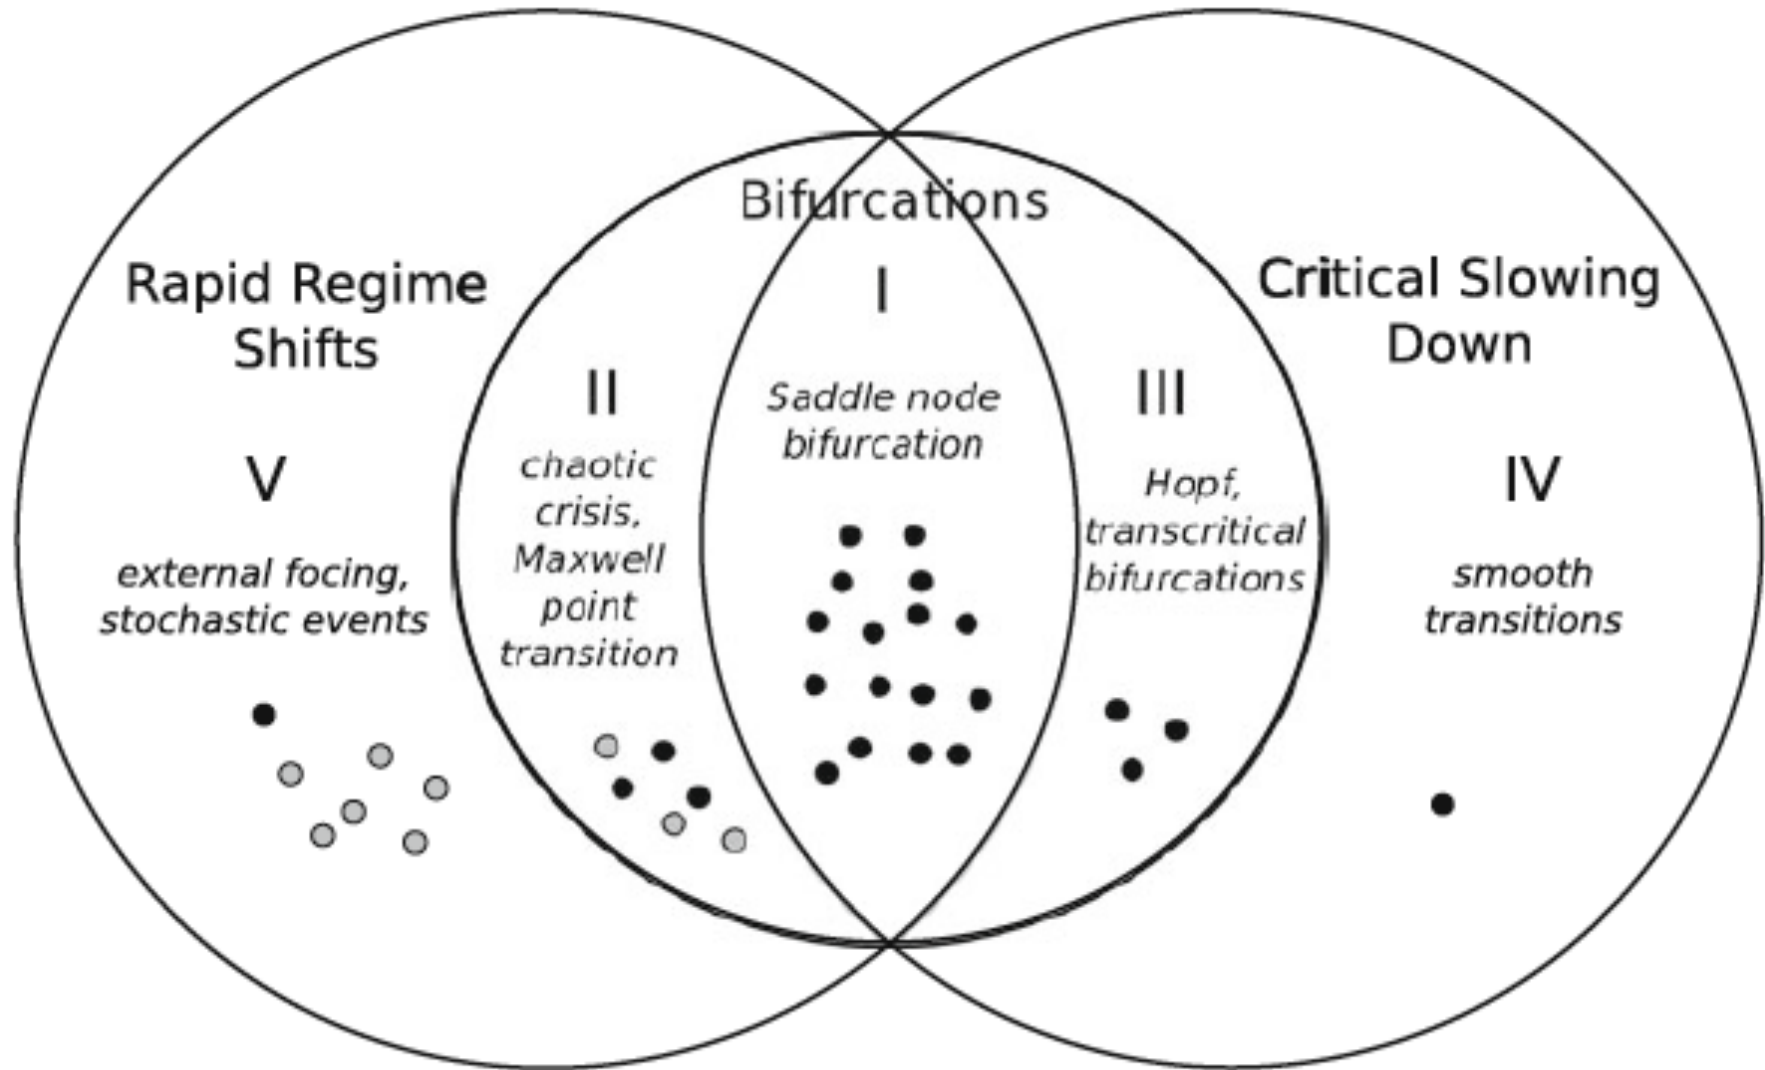 Bifurcations
Rapid Regime
Shifts
V
external focing,
stochastic events
II
chaotic
crisis,
Maxwell
point
transition
I
Saddle node
bifurcation
III
Hopf,
transcritical
bifurcations
Critical Slowing
Down
IV
smooth
transitions